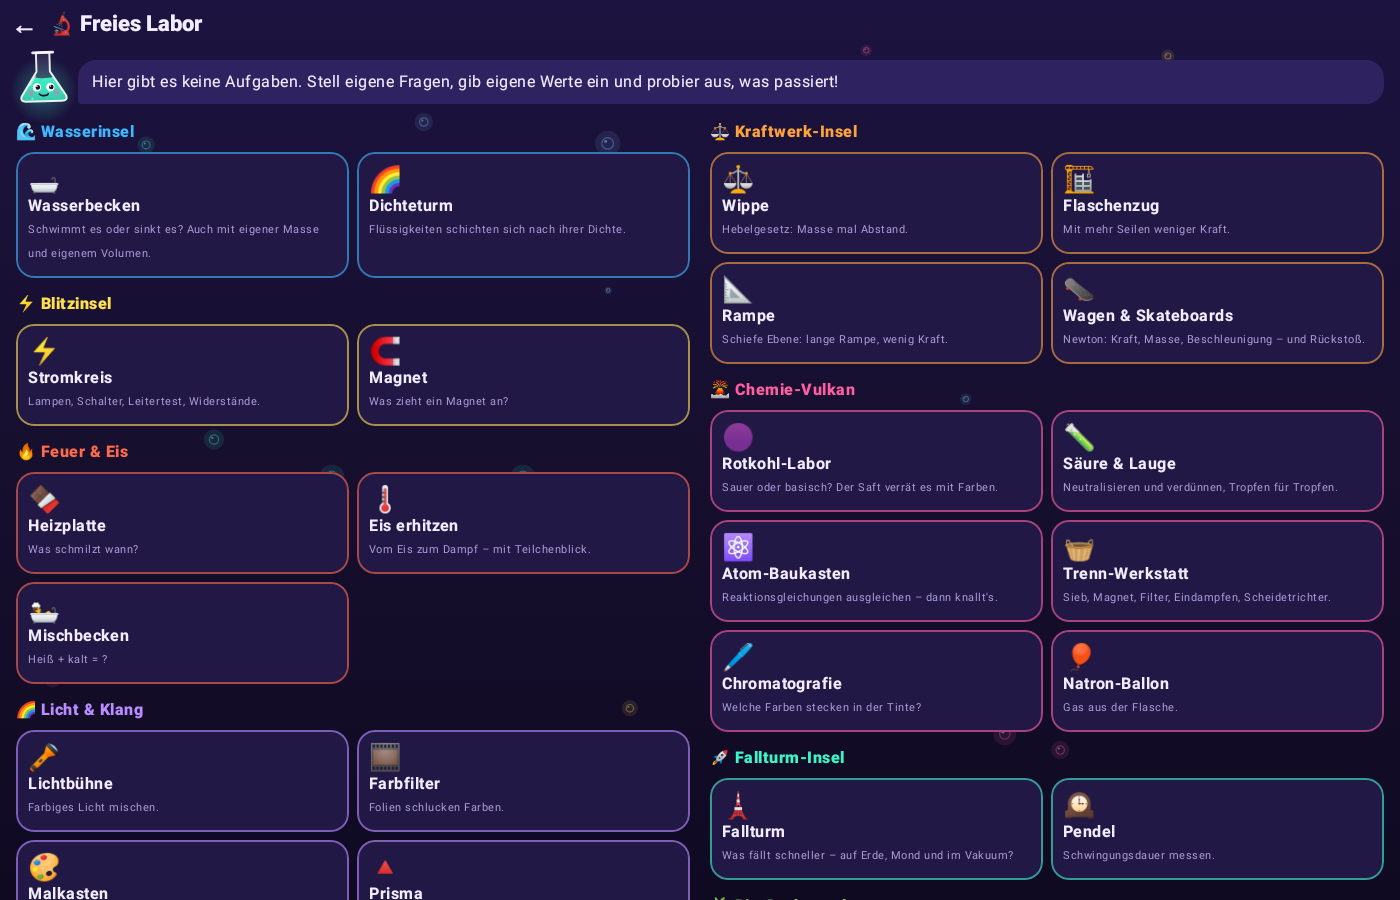 Freies Labor
Hier gibt es keine Aufgaben. Stell eigene Fragen, gib eigene Werte ein und probier aus, was passiert!
Wasserinsel
Wasserbecken
Schwimmt es oder sinkt es? Auch mit eigener Masse
und eigenem Volumen.
Dichteturm
Flüssigkeiten schichten sich nach ihrer Dichte.
Blitzinsel
Stromkreis
Lampen, Schalter, Leitertest, Widerstände.
Magnet
Was zieht ein Magnet an?
Feuer & Eis
Heizplatte
Was schmilzt wann?
Eis erhitzen
Vom Eis zum Dampf – mit Teilchenblick.
Mischbecken
Heiß + kalt = ?
Licht & Klang
Lichtbühne
Farbiges Licht mischen.
Farbfilter
Folien schlucken Farben.
Malkasten
Prisma
Kraftwerk-Insel
Wippe
Hebelgesetz: Masse mal Abstand.
Flaschenzug
Mit mehr Seilen weniger Kraft.
Rampe
Schiefe Ebene: lange Rampe, wenig Kraft.
Wagen & Skateboards
Newton: Kraft, Masse, Beschleunigung – und Rückstoß.
Chemie-Vulkan
Rotkohl-Labor
Sauer oder basisch? Der Saft verrät es mit Farben.
Säure & Lauge
Neutralisieren und verdünnen, Tropfen für Tropfen.
Atom-Baukasten
Reaktionsgleichungen ausgleichen – dann knallt's.
Trenn-Werkstatt
Sieb, Magnet, Filter, Eindampfen, Scheidetrichter.
Chromatografie
Welche Farben stecken in der Tinte?
Natron-Ballon
Gas aus der Flasche.
Fallturm-Insel
Fallturm
Was fällt schneller – auf Erde, Mond und im Vakuum?
Pendel
Schwingungsdauer messen.